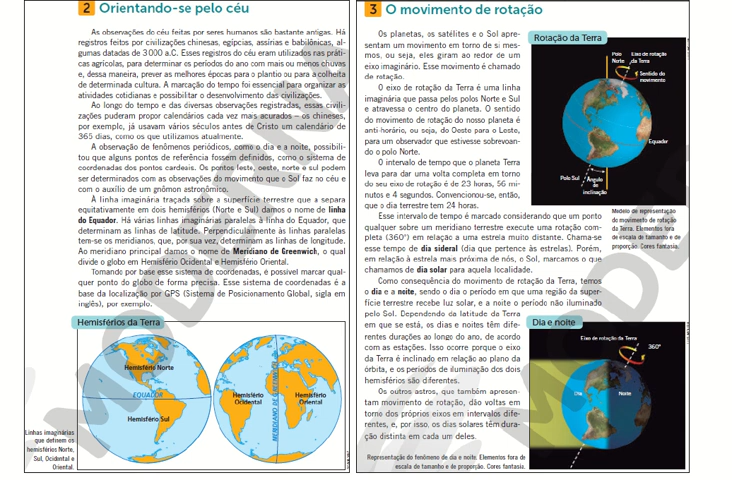 2 Orientando-se pelo céu
As observações do céu feitas por seres humanos são bastante antigas. Há
registros feitos por civilizações chinesas, egípcias, assírias e babilônicas, al-
gumas datadas de 3 000 a.C. Esses registros do céu eram utilizados nas práti-
cas agrícolas, para determinar os períodos do ano com mais ou menos chuvas
e, dessa maneira, prever as melhores épocas para o plantio ou para a colheita
de determinada cultura. A marcação do tempo foi essencial para organizar as
atividades cotidianas e possibilitar o desenvolvimento das civilizações.
Ao longo do tempo e das diversas observações registradas, essas civili-
zações puderam propor calendários cada vez mais acurados – os chineses,
por exemplo, já usavam vários séculos antes de Cristo um calendário de
365 dias, como os que utilizamos atualmente.
A observação de fenômenos periódicos, como o dia e a noite, possibili-
tou que alguns pontos de referência fossem definidos, como o sistema de
coordenadas dos pontos cardeais. Os pontos leste, oeste, norte e sul podem
ser determinados com as observações do movimento que o Sol faz no céu e
com o auxílio de um gnômon astronômico.
À linha imaginária traçada sobre a superfície terrestre que a separa
equitativamente em dois hemisférios (Norte e Sul) damos o nome de linha
do Equador. Há várias linhas imaginárias paralelas à linha do Equador, que
determinam as linhas de latitude. Perpendicularmente às linhas paralelas
tem-se os meridianos, que, por sua vez, determinam as linhas de longitude.
Ao meridiano principal damos o nome de Meridiano de Greenwich, o qual
divide o globo em Hemisfério Ocidental e Hemisfério Oriental.
Tomando por base esse sistema de coordenadas, é possível marcar qual-
quer ponto do globo de forma precisa. Esse sistema de coordenadas é a
base da localização por GPS (Sistema de Posicionamento Global, sigla em
inglês), por exemplo.
Hemisférios da Terra
Hemisfério Norte
EQUADOR
Hemisfério Sul
Hemisfério
Ocidental
MERIDIANO DE GREENWICH
Hemisfério
Oriental
Linhas imaginárias
que definem os
hemisférios Norte,
Sul, Ocidental e
Oriental.
3 O movimento de rotação
Os planetas, os satélites e o Sol apre-
sentam um movimento em torno de si mes-
mos, ou seja, eles giram ao redor de um
eixo imaginário. Esse movimento é chamado
de rotação.
O eixo de rotação da Terra é uma linha
imaginária que passa pelos polos Norte e Sul
e atravessa o centro do planeta. O sentido
do movimento de rotação do nosso planeta é
anti-horário, ou seja, do Oeste para o Leste,
para um observador que estivesse sobrevoan-
do o polo Norte.
O intervalo de tempo que o planeta Terra
leva para dar uma volta completa em torno
do seu eixo de rotação é de 23 horas, 56 mi-
nutos e 4 segundos. Convencionou-se, então,
que o dia terrestre tem 24 horas.
Esse intervalo de tempo é marcado considerando que um ponto
qualquer sobre um meridiano terrestre execute uma rotação com-
pleta (360°) em relação a uma estrela muito distante. Chama-se
esse tempo de dia sideral (dia que pertence às estrelas). Porém,
em relação à estrela mais próxima de nós, o Sol, marcamos o que
chamamos de dia solar para aquela localidade.
Como consequência do movimento de rotação da Terra, temos
o dia e a noite, sendo o dia o período em que uma região da super-
fície terrestre recebe luz solar, e a noite o período não iluminado
pelo Sol. Dependendo da latitude da Terra
em que se está, os dias e noites têm dife-
rentes durações ao longo do ano, de acordo
com as estações. Isso ocorre porque o eixo
da Terra é inclinado em relação ao plano da
órbita, e os períodos de iluminação dos dois
hemisférios são diferentes.
Os outros astros, que também apresen-
tam movimento de rotação, dão voltas em
torno dos próprios eixos em intervalos dife-
rentes, e, por isso, os dias solares têm dura-
ção distinta em cada um deles.
Rotação da Terra
Polo
Norte
Eixo de rotação
da Terra
Sentido do
movimento
Equador
Polo Sul
Ângulo
de
inclinação
Modelo de representação
do movimento de rotação
da Terra. Elementos fora
de escala de tamanho e de
proporção. Cores fantasia.
Dia e noite
Eixo de rotação da Terra
360°
Dia
Noite
Representação do fenômeno de dia e noite. Elementos fora de
escala de tamanho e de proporção. Cores fantasia.